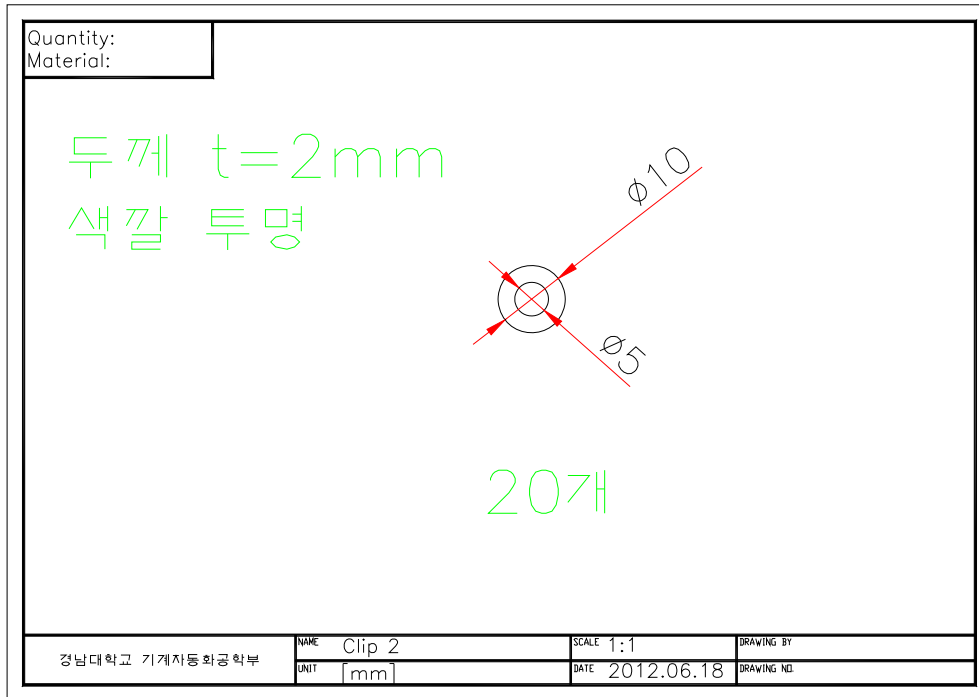 Quantity:
Material:
두께 t=2mm
색깔 투명
Ø10
Ø5
20개
경남대학교 기계자동화공학부
NAME Clip 2
UNIT [mm]
SCALE 1:1
DATE 2012.06.18
DRAWING BY
DRAWING NO.